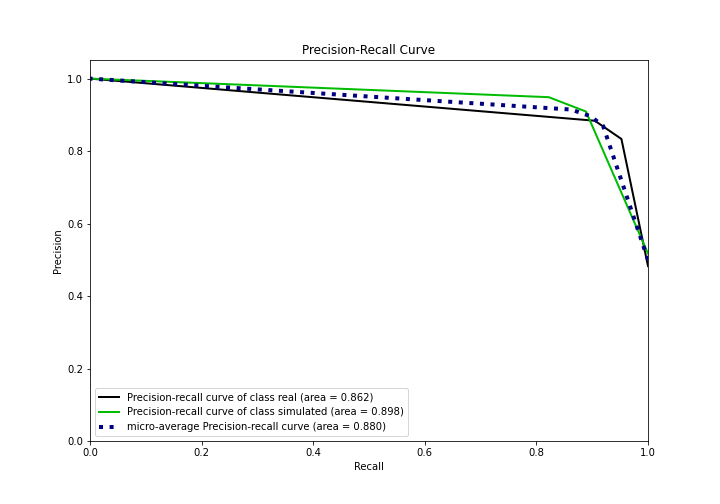 Precision-Recall Curve
1.0
0.8
0.6
0.4
0.2
0.0
Precision
Precision-recall curve of class real (area = 0.862)
Precision-recall curve of class simulated (area = 0.898)
micro-average Precision-recall curve (area = 0.880)
0.0 0.2 0.4 0.6 0.8 1.0
Recall